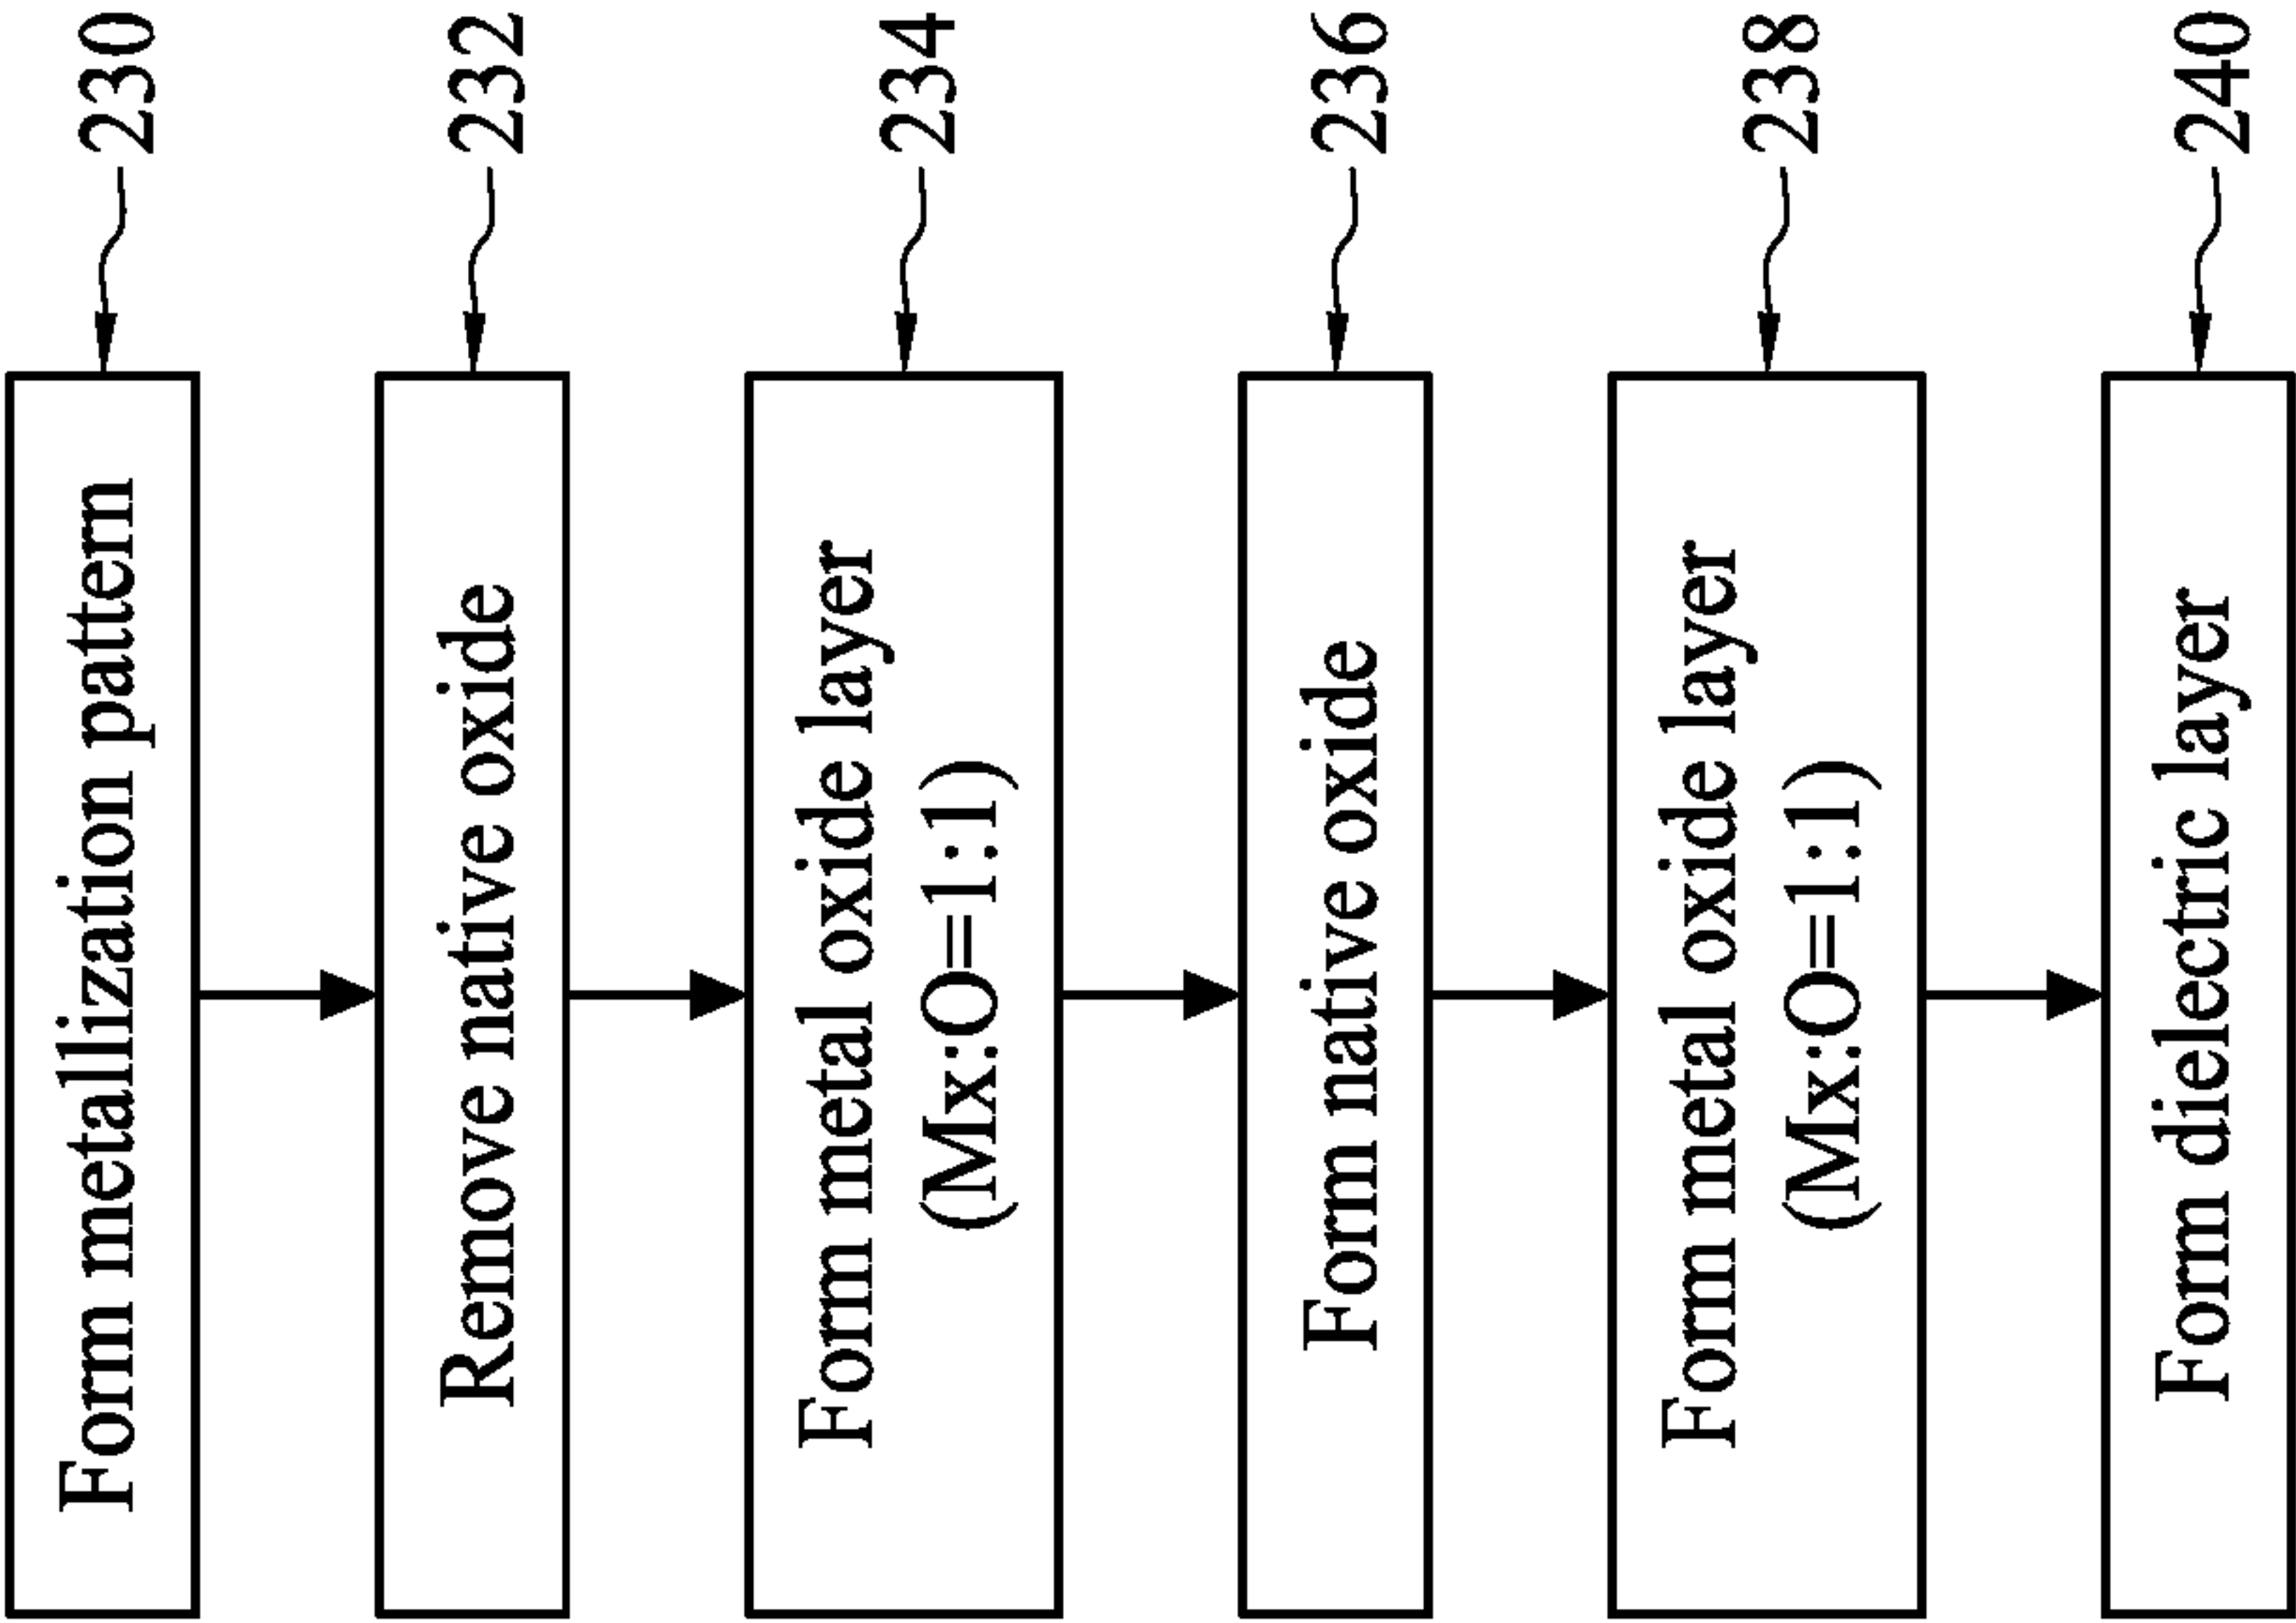 Form metallization pattern
230
Remove native oxide
232
Form metal oxide layer
(Mx:O=1:1)
234
Form native oxide
236
Form metal oxide layer
(Mx:O=1:1)
238
Form dielectric layer
240